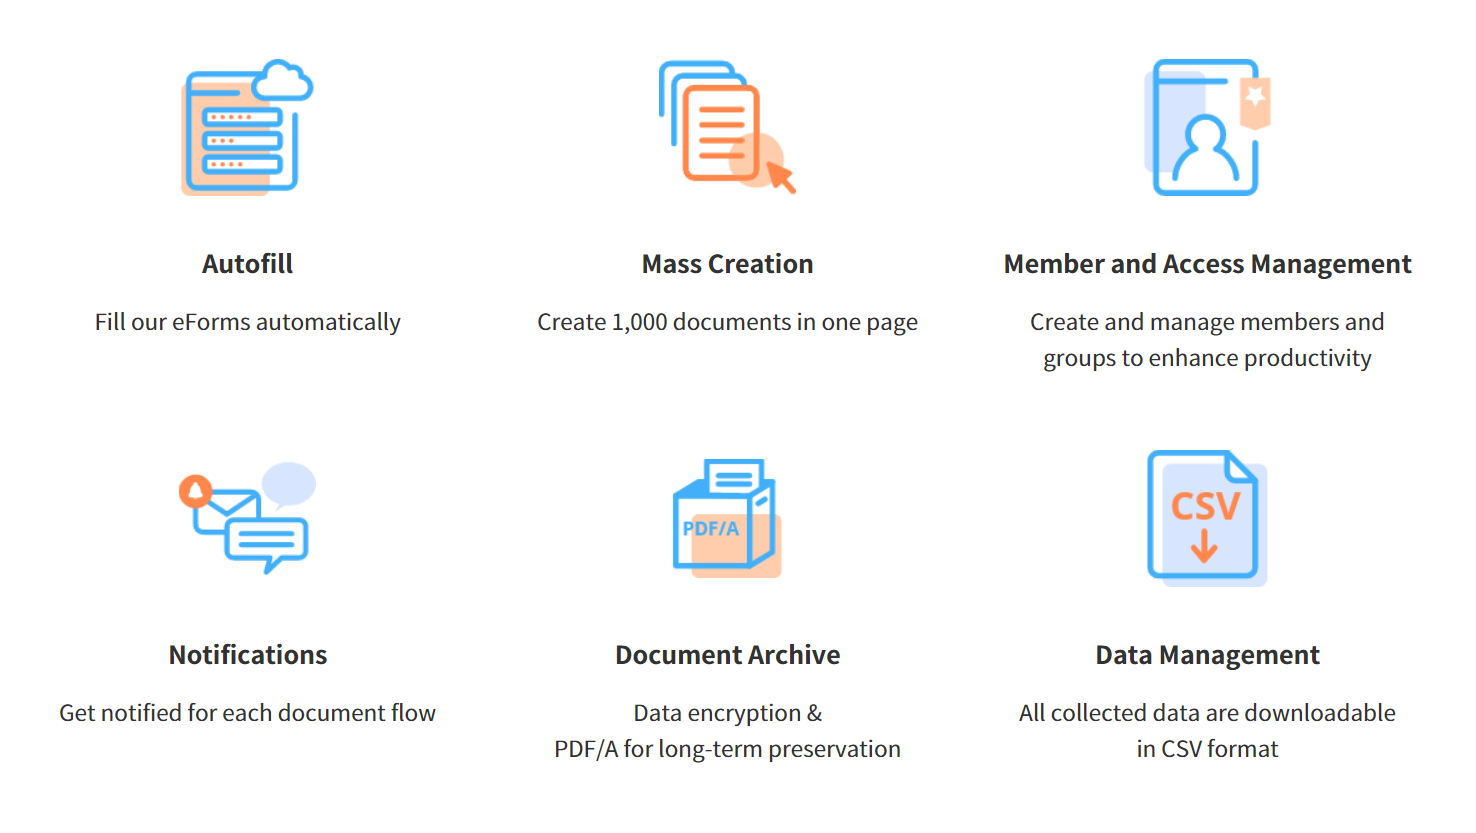 Autofill
Fill our eForms automatically
Mass Creation
Create 1,000 documents in one page
Member and Access Management
Create and manage members and
groups to enhance productivity
Notifications
Get notified for each document flow
PDF/A
Document Archive
Data encryption &
PDF/A for long-term preservation
CSV
Data Management
All collected data are downloadable
in CSV format